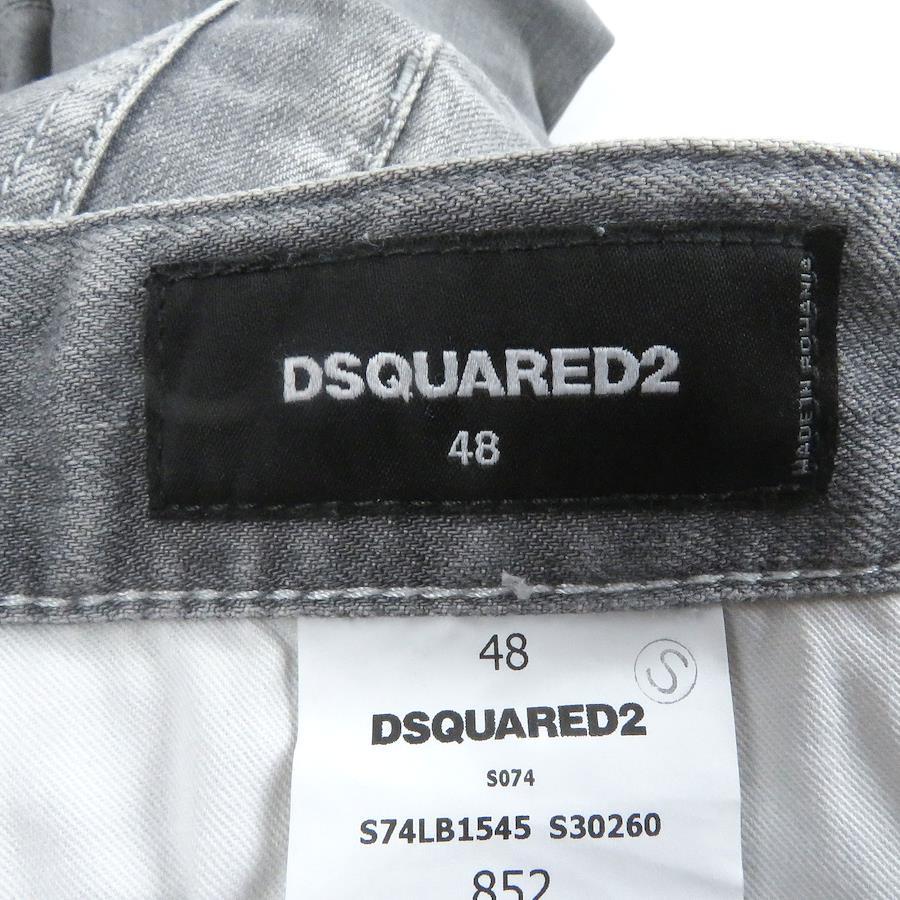 DSQUARED2
48
MADE IN ROMANIA
48
S
DSQUARED2
S074
S74LB1545 S30260
852